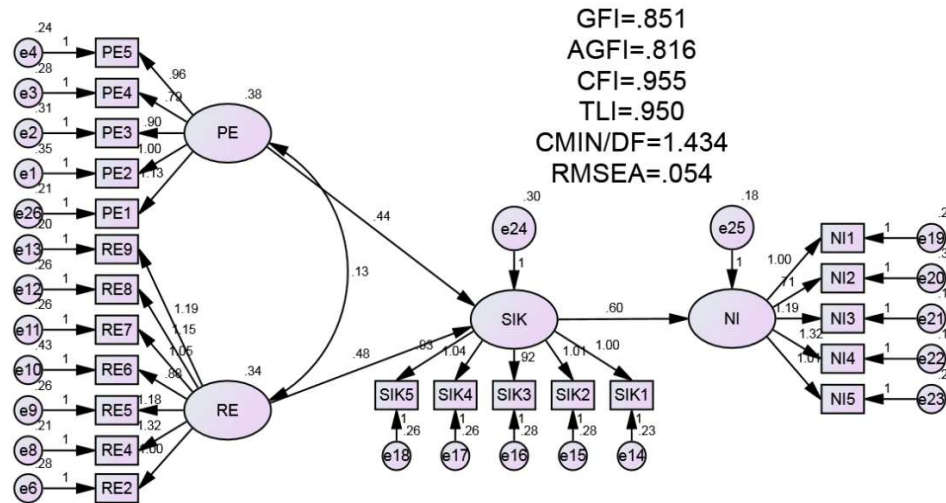 GFI=.851
AGFI=.816
CFI=.955
TLI=.950
CMIN/DF=1.434
RMSEA=.054
.24
e4 1 PE5
.28
.96
e3 1 PE4
.31
.79
.38
e2 1 PE3
.90
PE
.35
1.00
e1 1 PE2
.21
1.13
e26 1 PE1
.20
e13 1 RE9
.26
e12 1 RE8
.26
1.19
e11 1 RE7
.43
1.15
1.05
e10 1 RE6
.26
.88
.34
e9 1 RE5
1.18
RE
.21
1.32
e8 1 RE4
.28
1.00
e6 1 RE2
.44
.13
.48
.30
e24
1
SIK
.60
.93 1.04 .92 1.01 1.00
SIK5 SIK4 SIK3 SIK2 SIK1
1 1 1 1 1
.26 .26 .28 .28 .23
e18 e17 e16 e15 e14
.18
e25
1
NI
1.00
NI1 1 e19
.71
NI2 1 e20
1.19
NI3 1 e21
1.32
NI4 1 e22
NI5 1 e23